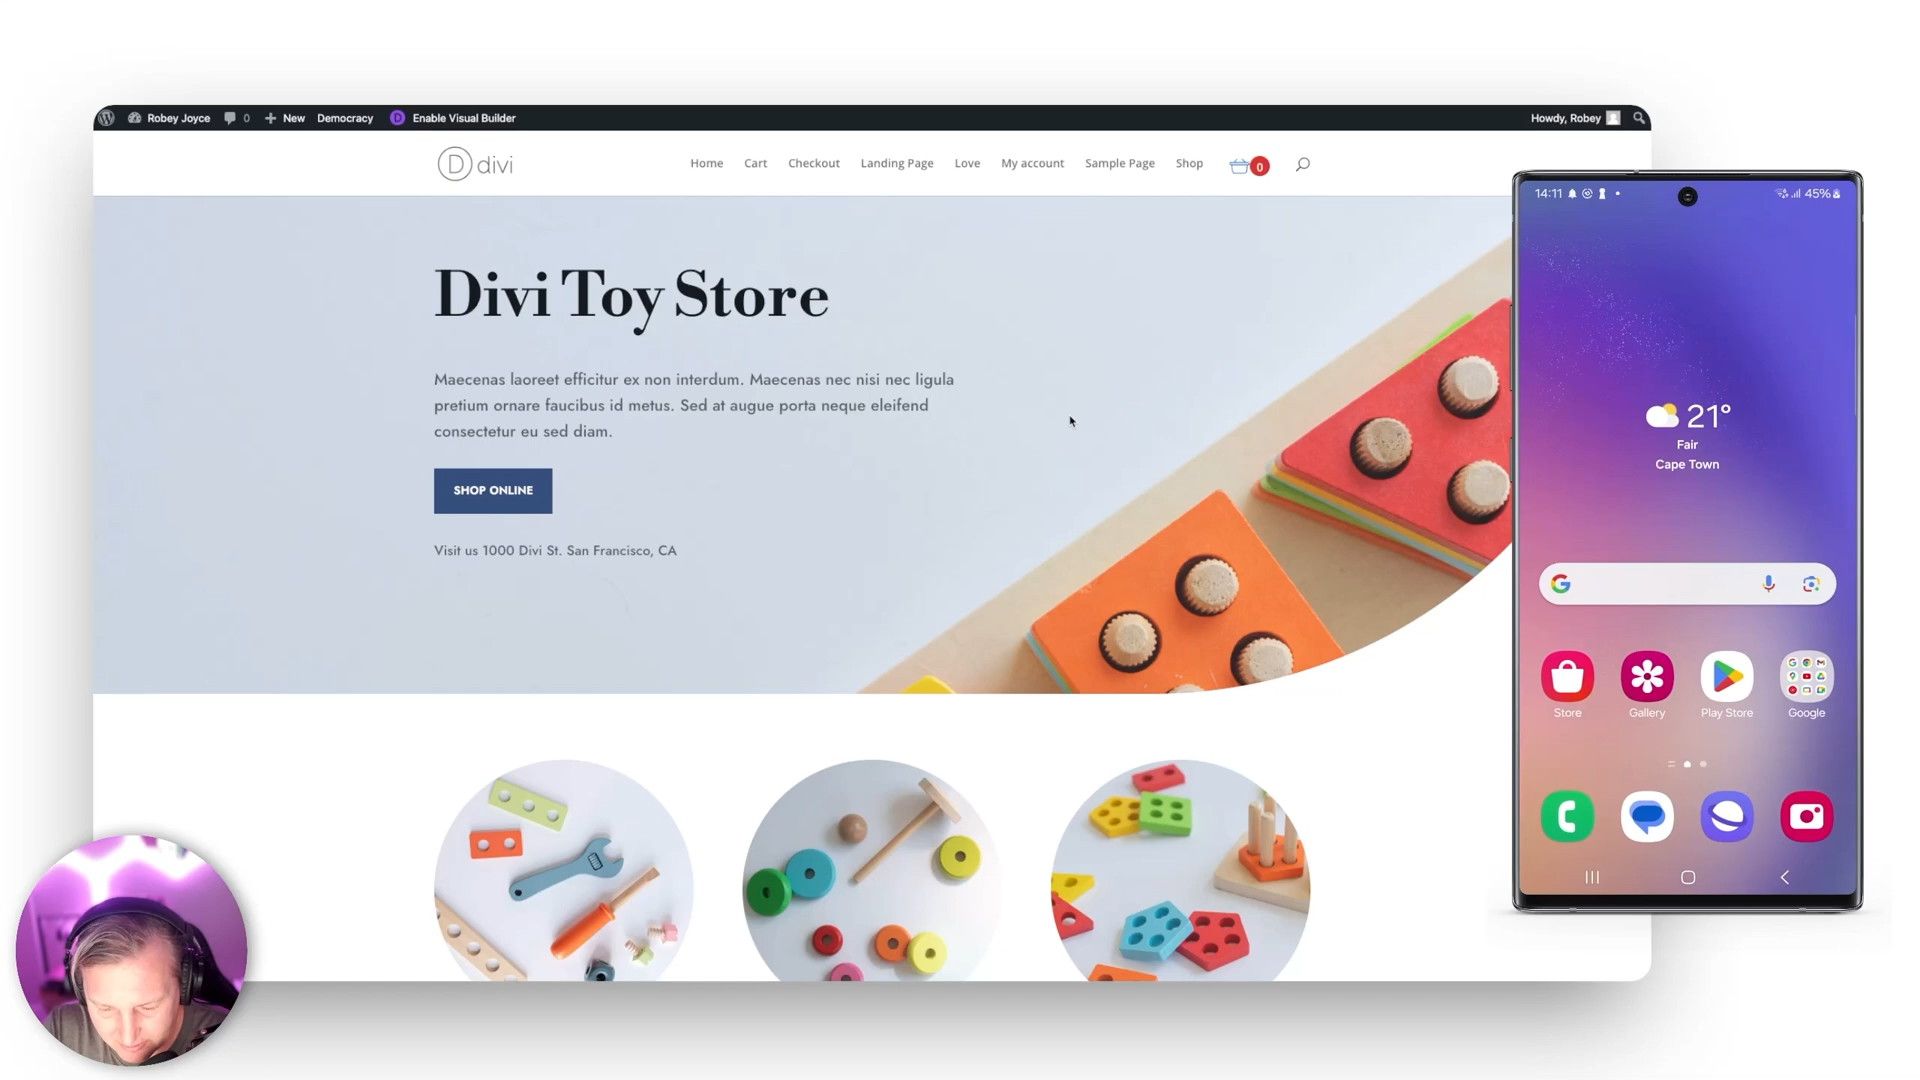 Robey Joyce 0 New Democracy Enable Visual Builder Howdy, Robey
divi Home Cart Checkout Landing Page Love My account Sample Page Shop 0
Divi Toy Store
Maecenas laoreet efficitur ex non interdum. Maecenas nec nisi nec ligula
pretium ornare faucibus id metus. Sed at augue porta neque eleifend
consectetur eu sed diam.
SHOP ONLINE
Visit us 1000 Divi St. San Francisco, CA
14:11 45%
21°
Fair
Cape Town
Store Gallery Play Store Google